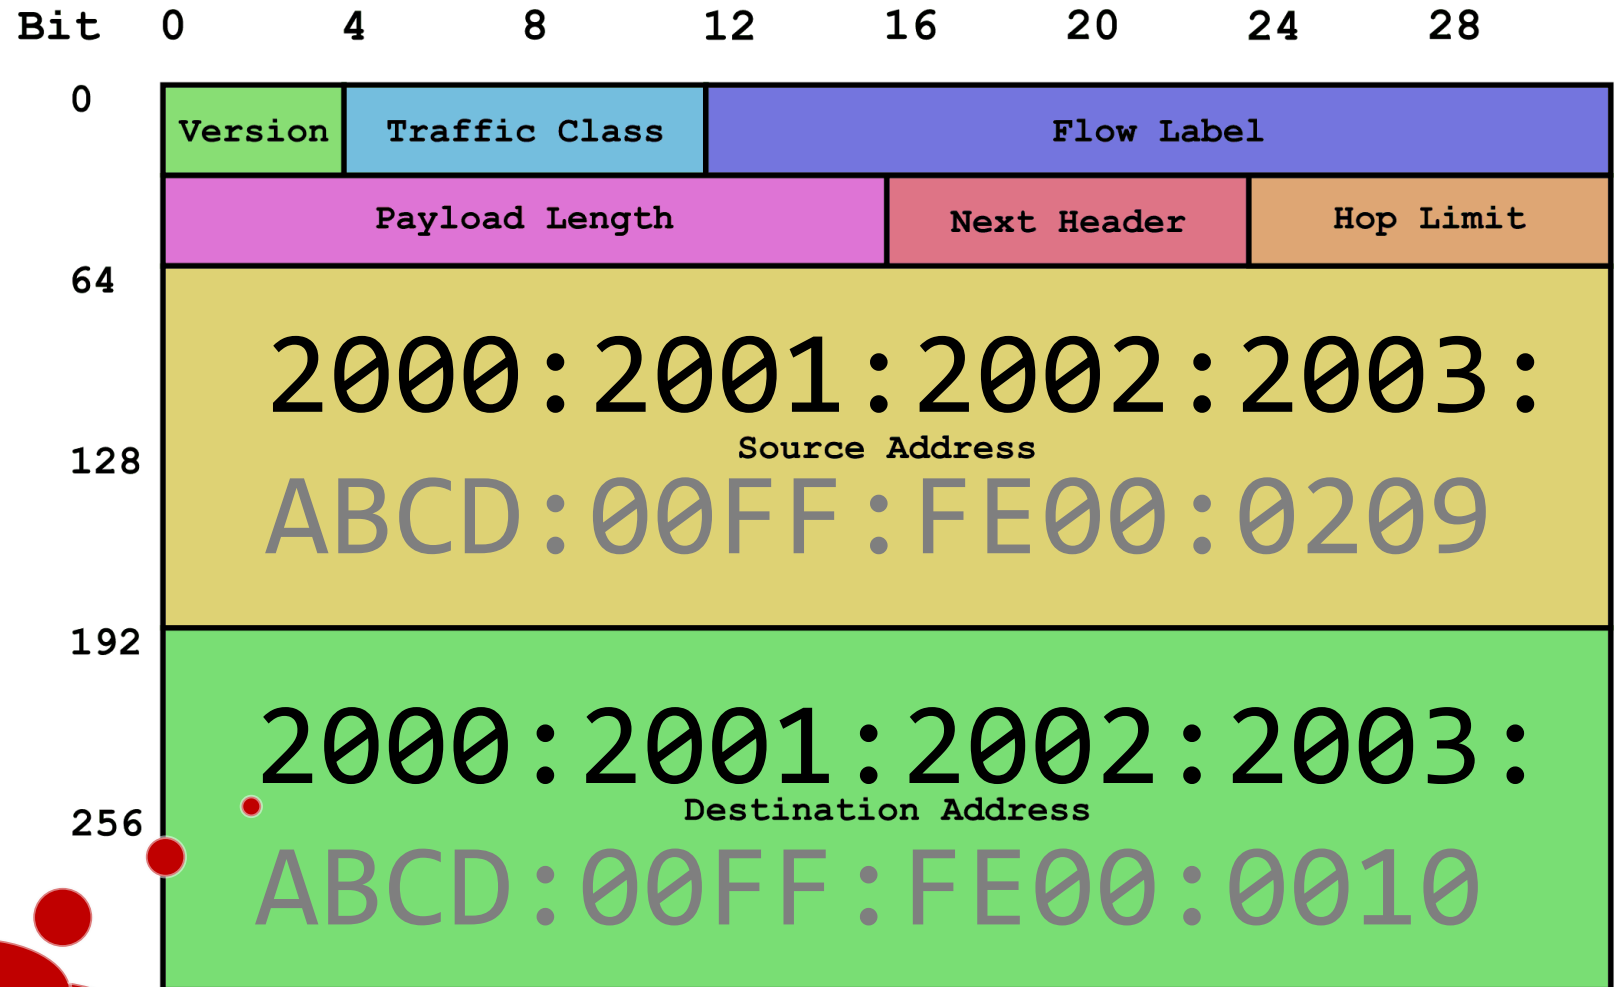 Bit 0 4 8 12 16 20 24 28
0
Version Traffic Class Flow Label
Payload Length Next Header Hop Limit
64
2000:2001:2002:2003:
Source Address
128
ABCD:00FF:FE00:0209
192
2000:2001:2002:2003:
Destination Address
256
ABCD:00FF:FE00:0010